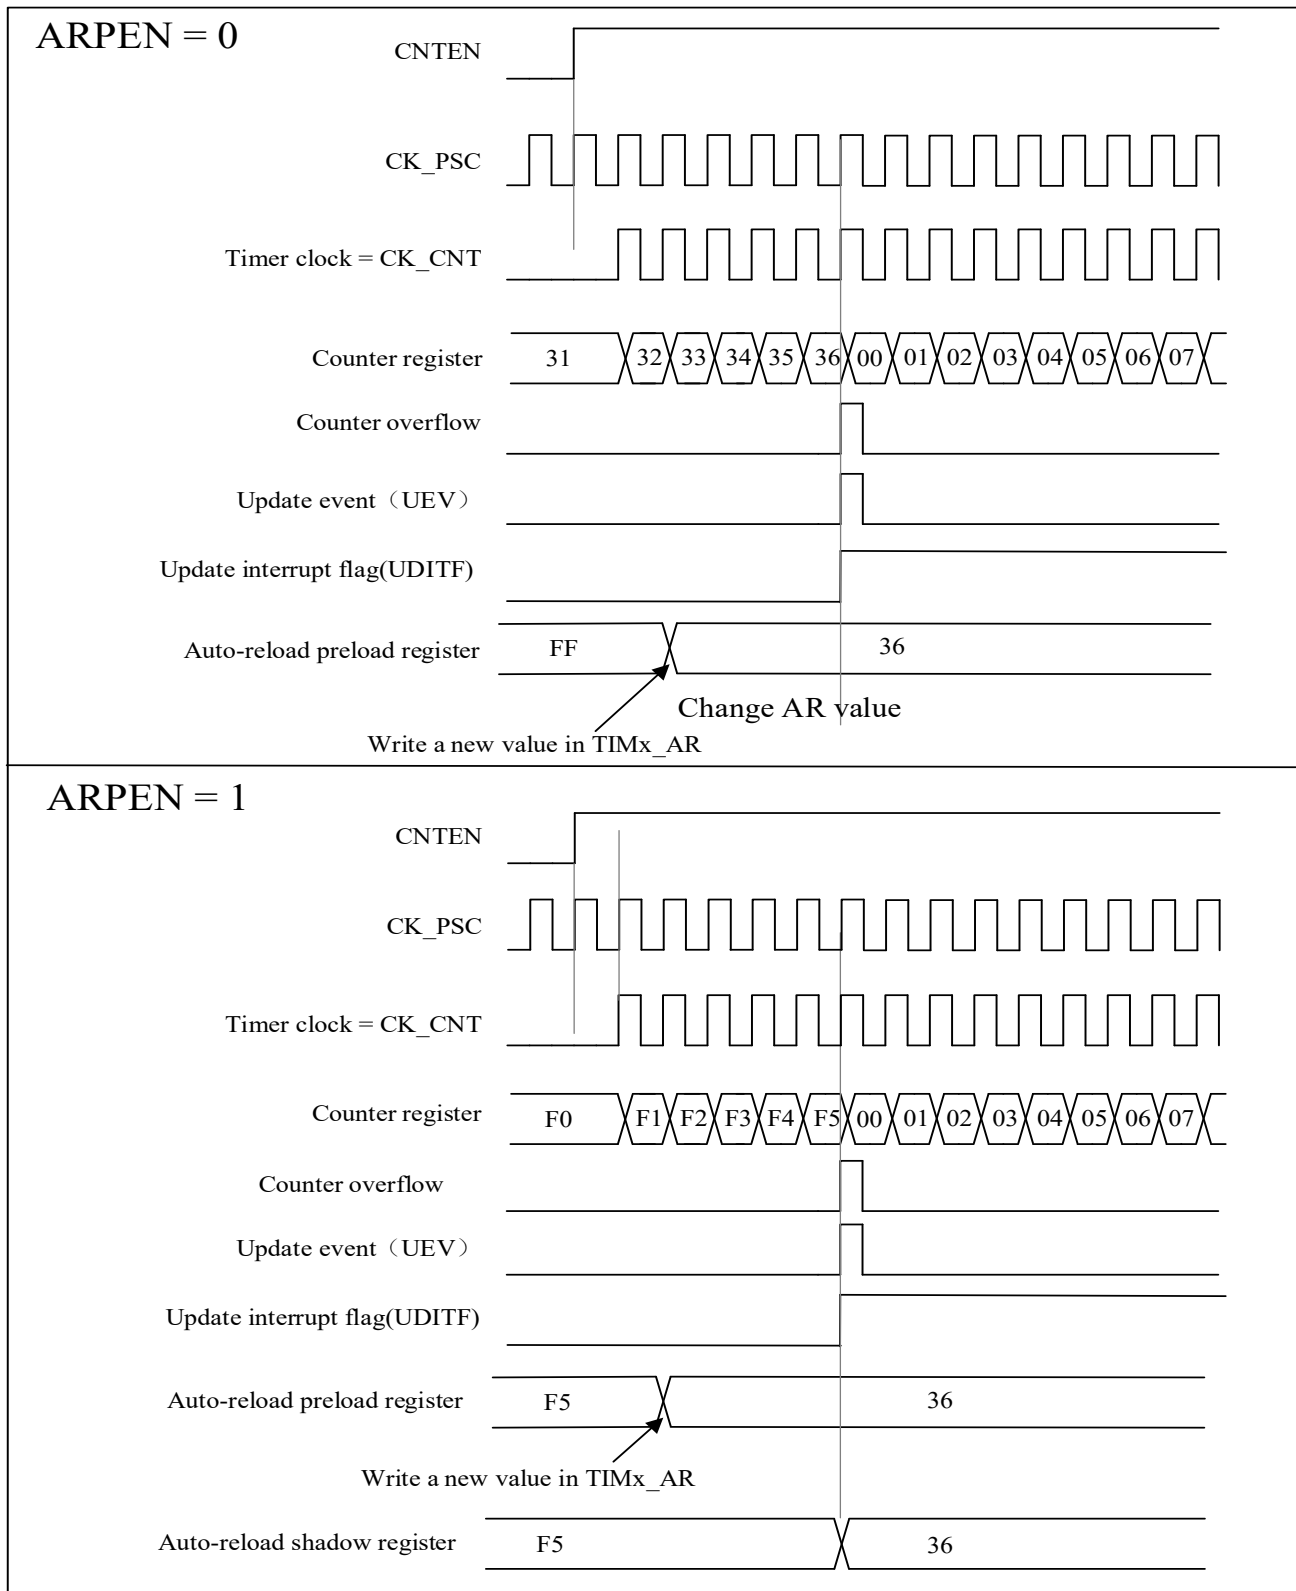 ARPEN = 0
CNTEN
CK_PSC
Timer clock = CK_CNT
Counter register 31 32 33 34 35 36 00 01 02 03 04 05 06 07
Counter overflow
Update event（UEV）
Update interrupt flag(UDITF)
Auto-reload preload register FF 36
Change AR value
Write a new value in TIMx_AR
ARPEN = 1
CNTEN
CK_PSC
Timer clock = CK_CNT
Counter register F0 F1 F2 F3 F4 F5 00 01 02 03 04 05 06 07
Counter overflow
Update event（UEV）
Update interrupt flag(UDITF)
Auto-reload preload register F5 36
Write a new value in TIMx_AR
Auto-reload shadow register F5 36